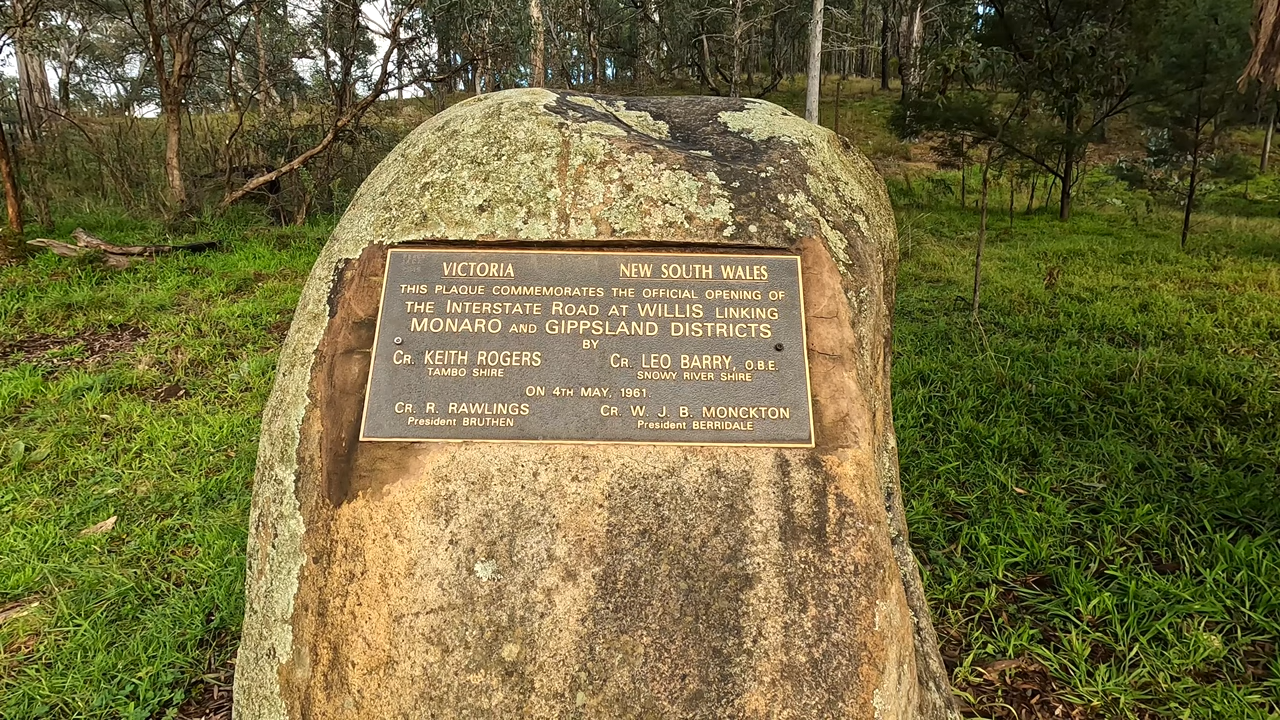 VICTORIA NEW SOUTH WALES
THIS PLAQUE COMMEMORATES THE OFFICIAL OPENING OF
THE INTERSTATE ROAD AT WILLIS LINKING
MONARO AND GIPPSLAND DISTRICTS
BY
CR. KEITH ROGERS CR. LEO BARRY, O.B.E.
TAMBO SHIRE SNOWY RIVER SHIRE
ON 4TH MAY, 1961.
CR. R. RAWLINGS CR. W. J. B. MONCKTON
President BRUTHEN President BERRIDALE